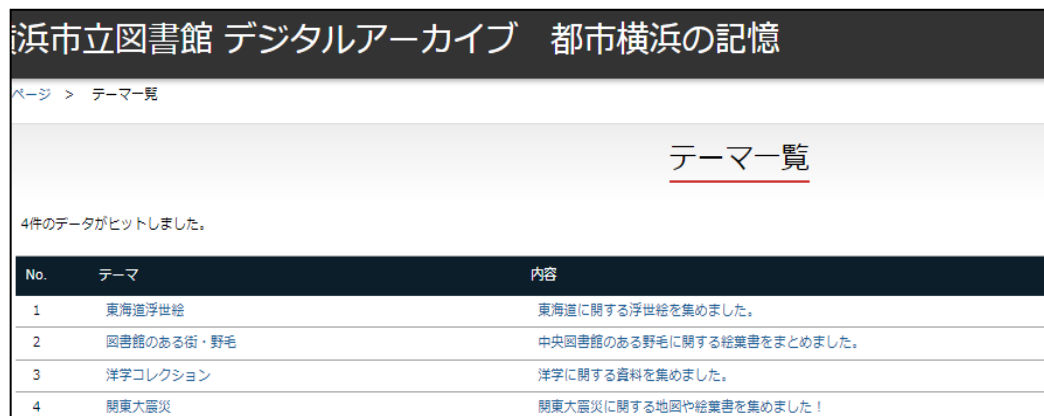 浜市立図書館 デジタルアーカイブ　都市横浜の記憶
ページ > テーマ一覧
テーマ一覧
4件のデータがヒットしました。
No. テーマ 内容
1 東海道浮世絵 東海道に関する浮世絵を集めました。
2 図書館のある街・野毛 中央図書館のある野毛に関する絵葉書をまとめました。
3 洋学コレクション 洋学に関する資料を集めました。
4 関東大震災 関東大震災に関する地図や絵葉書を集めました！